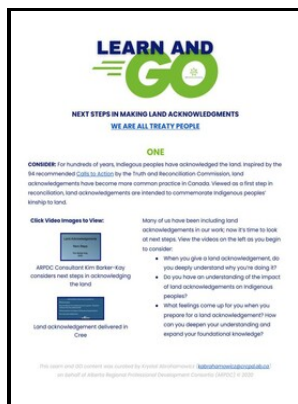 LEARN AND
GO
NEXT STEPS IN MAKING LAND ACKNOWLEDGMENTS
WE ARE ALL TREATY PEOPLE
ONE
CONSIDER: For hundreds of years, Indiegous peoples have acknowledged the land. Inspired by the
94 recommended Calls to Action by the Truth and Reconciliation Commission, land
acknowledgements have become more common practice in Canada. Viewed as a first step in
reconciliation, land acknowledgements are intended to commemorate Indigenous peoples'
kinship to land.
Click Video Images to View:
ARPDC Consultant Kim Barker-Kay
considers next steps in acknowledging
the land
Land acknowledgement delivered in
Cree
Many of us have been including land
acknowledgements in our work; now it's time to look
at next steps. View the videos on the left as you begin
to consider:
• When you give a land acknowledgement, do
you deeply understand why you're doing it?
• Do you have an understanding of the impact
of land acknowledgements on Indigenous
peoples?
• What feelings come up for you when you
prepare for a land acknowledgement? How
can you deepen your understanding and
expand your foundational knowledge?